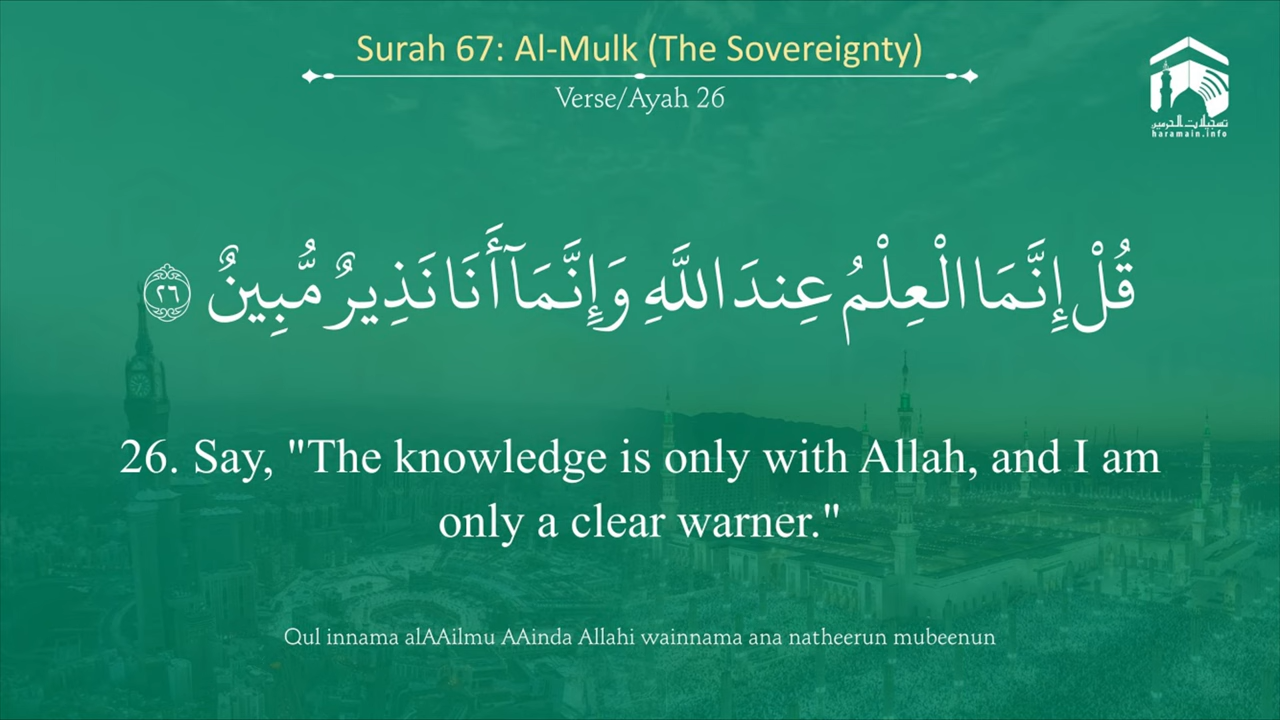 Surah 67: Al-Mulk (The Sovereignty)
Verse/Ayah 26
تسجيلات الحرمين
haramain.info
قُلْ إِنَّمَا الْعِلْمُ عِندَ اللَّهِ وَإِنَّمَآ أَنَا نَذِيرٌ مُّبِينٌ ٢٦
26. Say, "The knowledge is only with Allah, and I am
only a clear warner."
Qul innama alAAilmu AAinda Allahi wainnama ana natheerun mubeenun